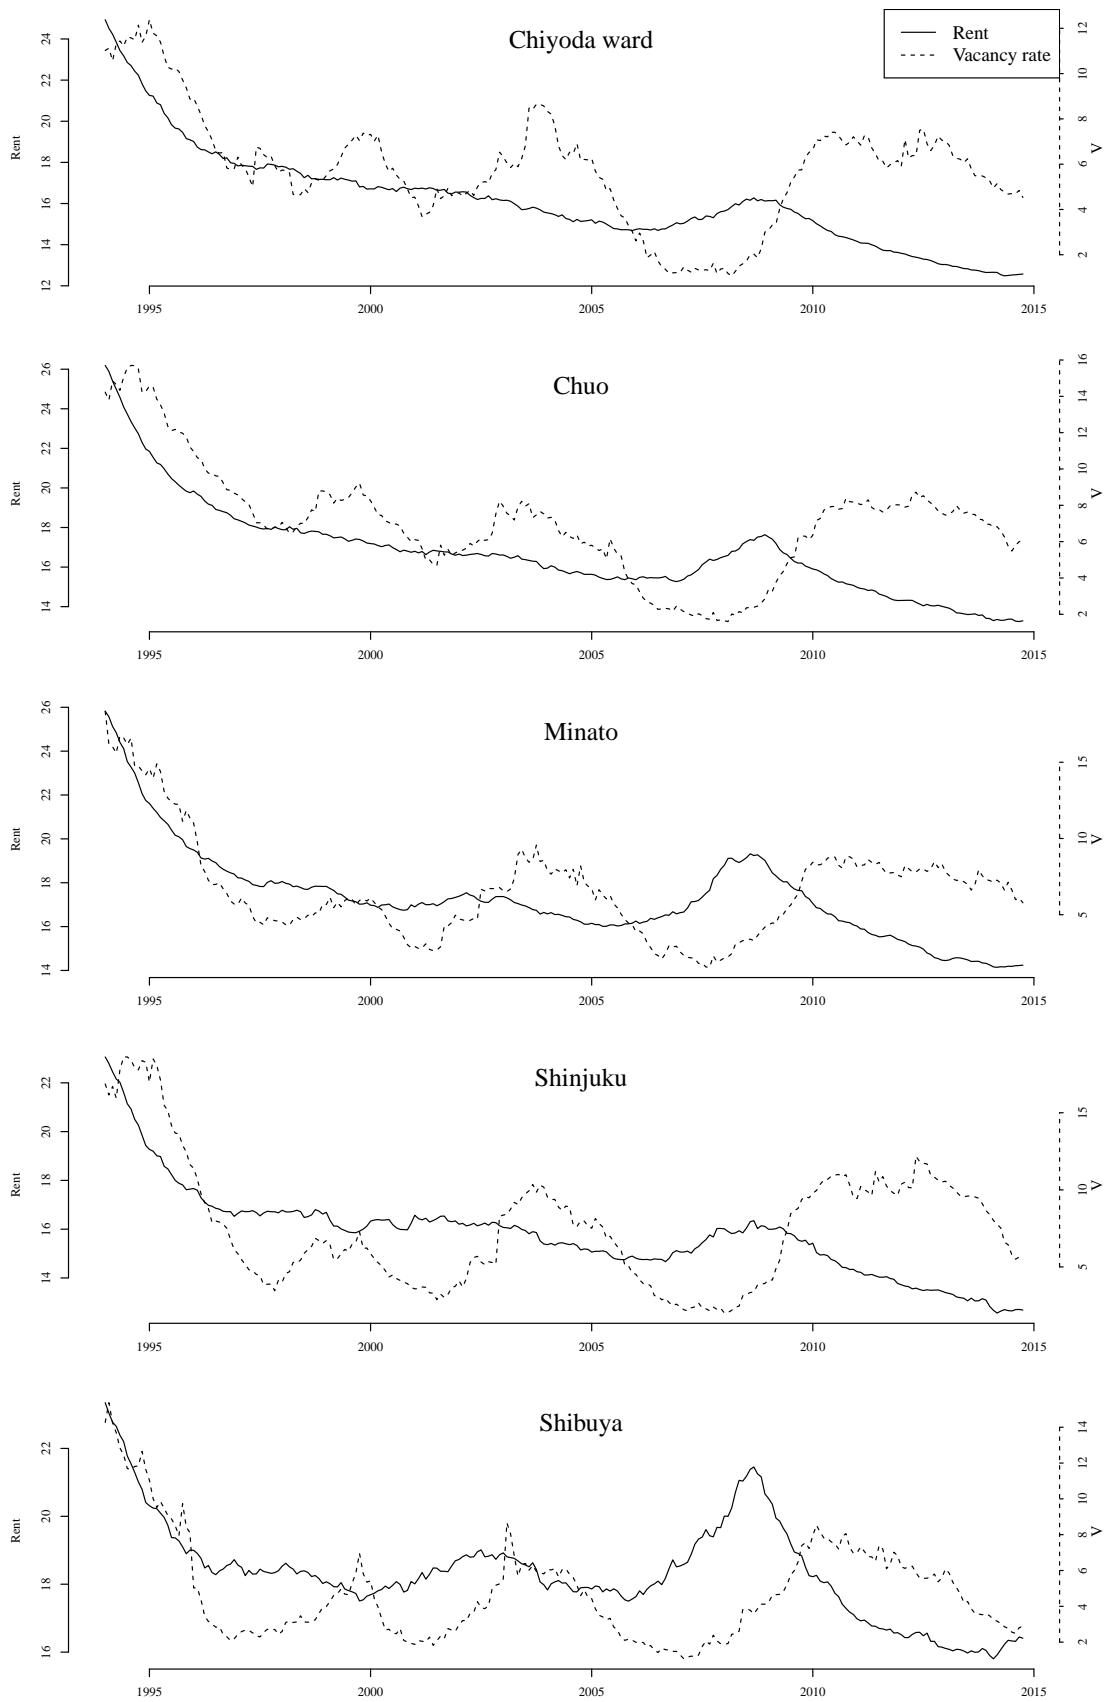 Chiyoda ward
Rent
Vacancy rate
Rent
12 14 16 18 20 22 24
V
2 4 6 8 10 12
1995 2000 2005 2010 2015
Chuo
Rent
14 16 18 20 22 24 26
V
2 4 6 8 10 12 14 16
1995 2000 2005 2010 2015
Minato
Rent
14 16 18 20 22 24 26
V
5 10 15
1995 2000 2005 2010 2015
Shinjuku
Rent
14 16 18 20 22
V
5 10 15
1995 2000 2005 2010 2015
Shibuya
Rent
16 18 20 22
V
2 4 6 8 10 12 14
1995 2000 2005 2010 2015